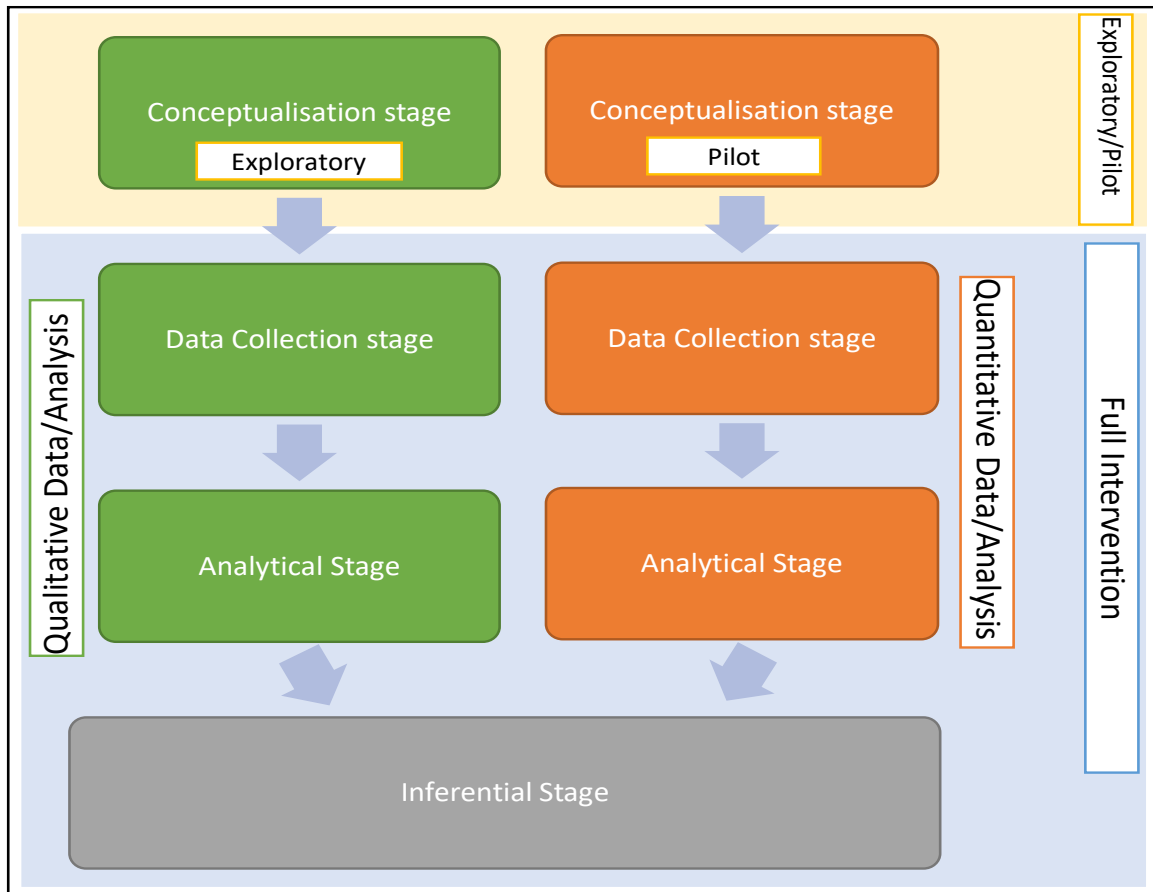 Conceptualisation stage
Exploratory
Conceptualisation stage
Pilot
Exploratory/Pilot
Data Collection stage
Data Collection stage
Qualitative Data/Analysis
Quantitative Data/Analysis
Full Intervention
Analytical Stage
Analytical Stage
Inferential Stage